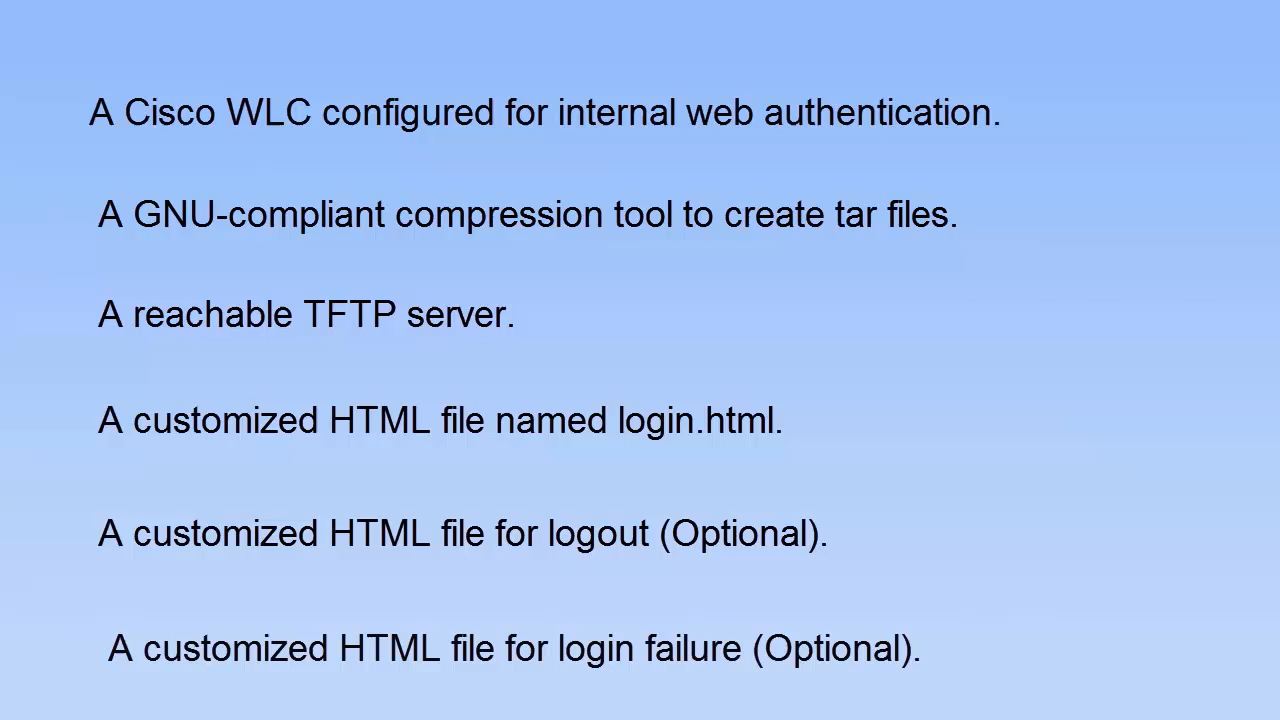 A Cisco WLC configured for internal web authentication.
A GNU-compliant compression tool to create tar files.
A reachable TFTP server.
A customized HTML file named login.html.
A customized HTML file for logout (Optional).
A customized HTML file for login failure (Optional).